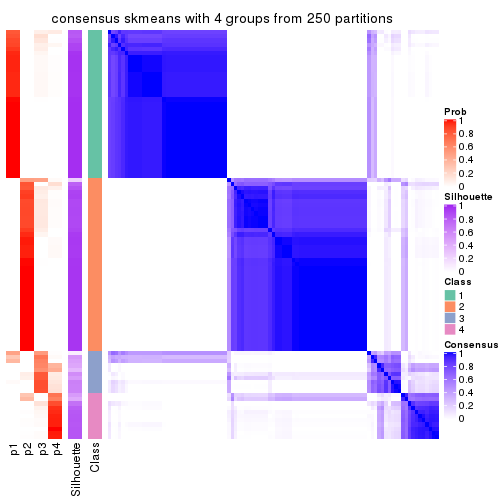 consensus skmeans with 4 groups from 250 partitions
Prob
1
0.8
0.6
0.4
0.2
0
Silhouette
1
0.8
0.6
0.4
0.2
0
Class
1
2
3
4
Consensus
1
0.8
0.6
0.4
0.2
0
p1
p2
p3
p4
Silhouette
Class